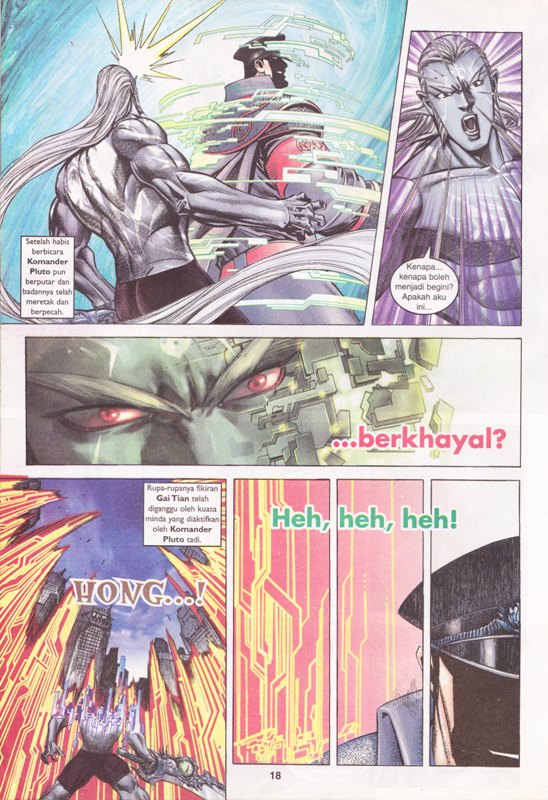 Setelah habis
berbicara
Komander
Pluto pun
berputar dan
badannya telah
meretak dan
berpecah.
Kenapa...
kenapa boleh
menjadi begini?
Apakah aku
ini...
...berkhayal?
Rupa-rupanya fikiran
Gai Tian telah
diganggu oleh kuasa
minda yang diaktifkan
oleh Komander
Pluto tadi.
HONG...!
Heh, heh, heh!
18